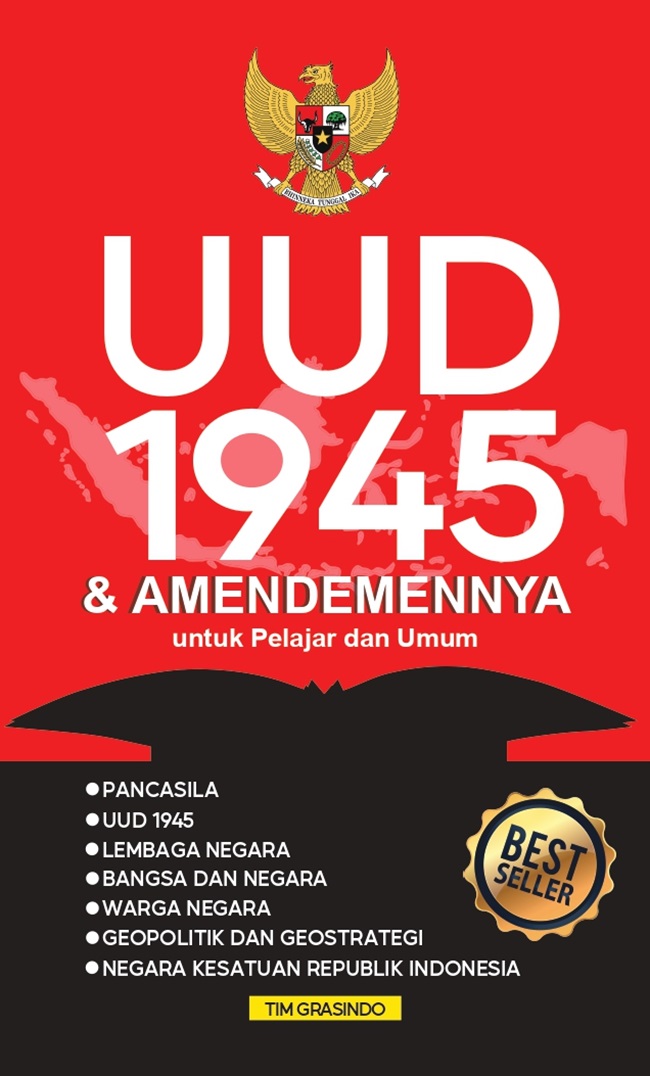 BHINNEKA TUNGGAL IKA
UUD
1945
& AMENDEMENNYA
untuk Pelajar dan Umum
● PANCASILA
● UUD 1945
● LEMBAGA NEGARA
● BANGSA DAN NEGARA
● WARGA NEGARA
● GEOPOLITIK DAN GEOSTRATEGI
● NEGARA KESATUAN REPUBLIK INDONESIA
BEST
SELLER
TIM GRASINDO